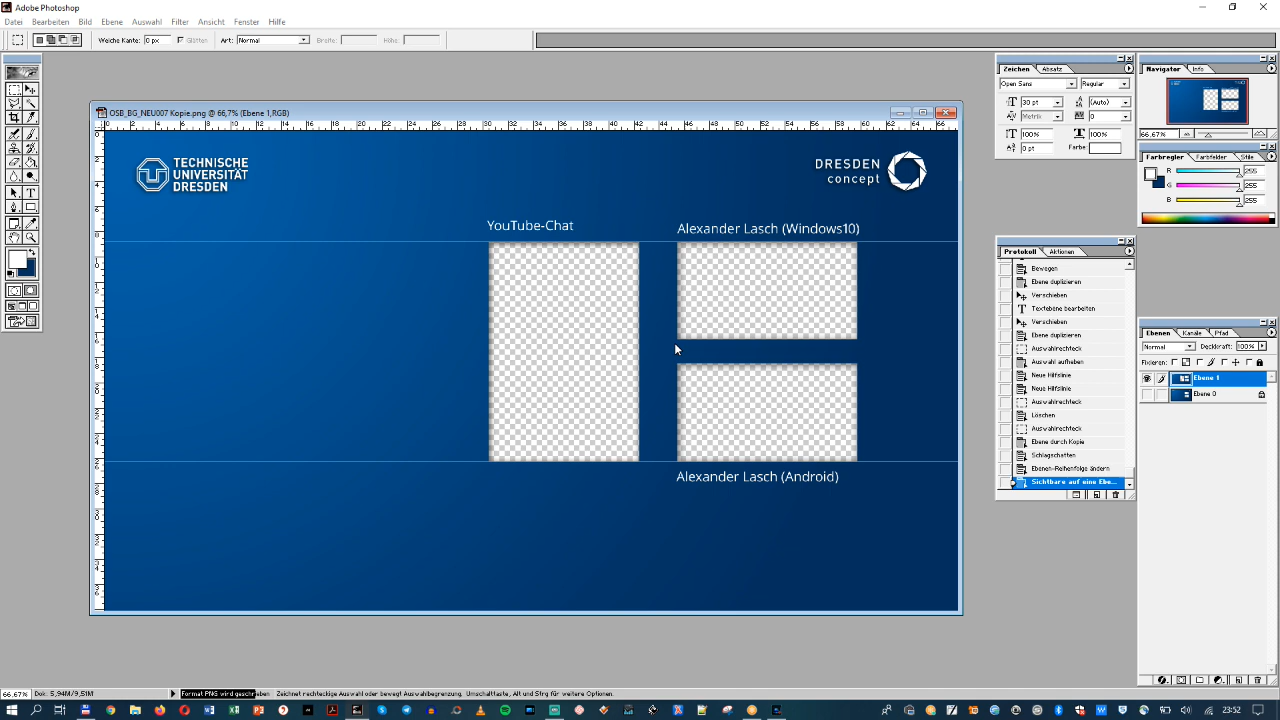 Adobe Photoshop
Datei Bearbeiten Bild Ebene Auswahl Filter Ansicht Fenster Hilfe
Weiche Kante: 0 px Glätten Art: Normal Breite: Höhe:
OSB_BG_NEU007 Kopie.png @ 66,7% (Ebene 1,RGB)
TECHNISCHE
UNIVERSITÄT
DRESDEN
DRESDEN
concept
YouTube-Chat
Alexander Lasch (Windows10)
Alexander Lasch (Android)
Zeichen Absatz
Open Sans Regular
30 pt (Auto)
Metrik 0
100% 100%
0 pt Farbe:
Navigator Info
66,67%
Farbregler Farbfelder Stile
R 255
G 255
B 255
Protokoll Aktionen
Bewegen
Ebene duplizieren
Verschieben
Textebene bearbeiten
Verschieben
Ebene duplizieren
Auswahlrechteck
Auswahl aufheben
Neue Hilfslinie
Neue Hilfslinie
Auswahlrechteck
Löschen
Auswahlrechteck
Ebene durch Kopie
Schlagschatten
Ebenen-Reihenfolge ändern
Sichtbare auf eine Ebe...
Ebenen Kanäle Pfad
Normal Deckkraft: 100%
Fixieren:
Ebene 1
Ebene 0
66,67% Dok: 5,94M/9,51M Format PNG wird geschrieben Zeichnet rechteckige Auswahl oder bewegt Auswahlbegrenzung. Umschalttaste, Alt und Strg für weitere Optionen.
23:52